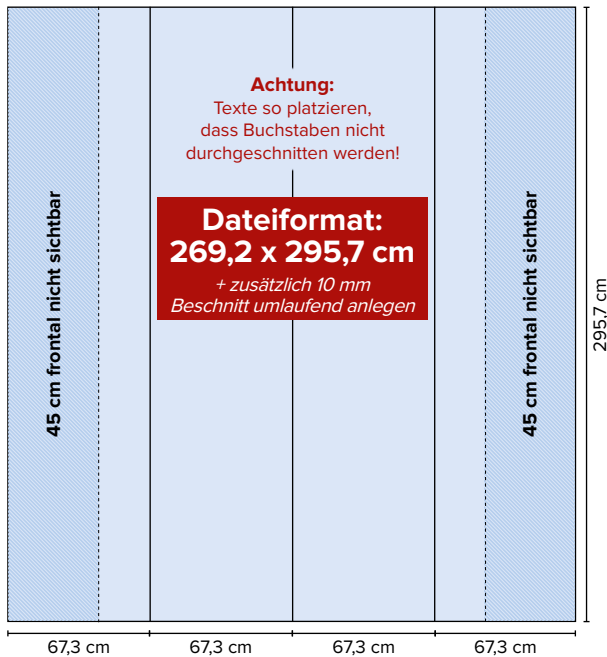 Achtung:
Texte so platzieren,
dass Buchstaben nicht
durchgeschnitten werden!
Dateiformat:
269,2 x 295,7 cm
+ zusätzlich 10 mm
Beschnitt umlaufend anlegen
45 cm frontal nicht sichtbar
45 cm frontal nicht sichtbar
295,7 cm
67,3 cm
67,3 cm
67,3 cm
67,3 cm